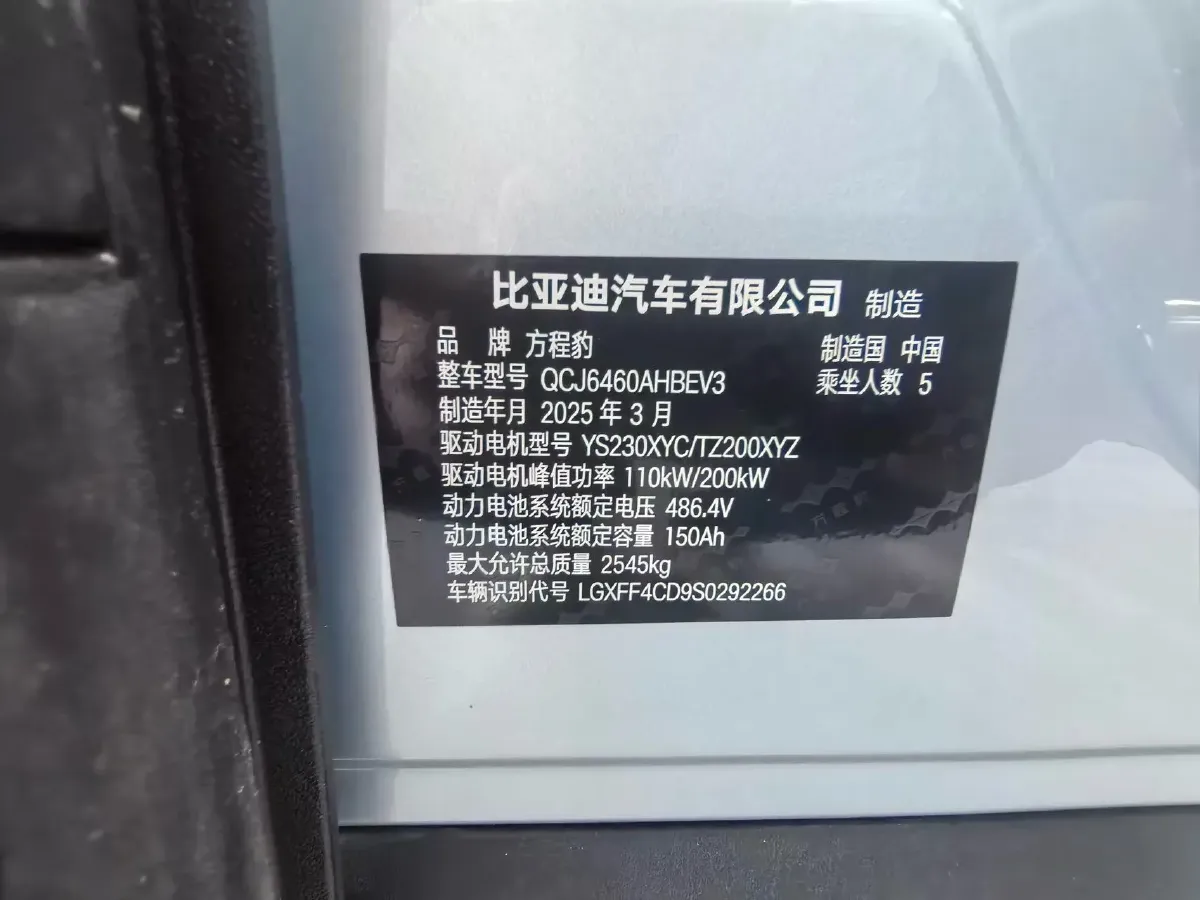 比亚迪汽车有限公司 制造
品 牌 方程豹 制造国 中国
整车型号 QCJ6460AHBEV3 乘坐人数 5
制造年月 2025 年 3 月
驱动电机型号 YS230XYC/TZ200XYZ
驱动电机峰值功率 110kW/200kW
动力电池系统额定电压 486.4V
动力电池系统额定容量 150Ah
最大允许总质量 2545kg
车辆识别代号 LGXFF4CD9S0292266